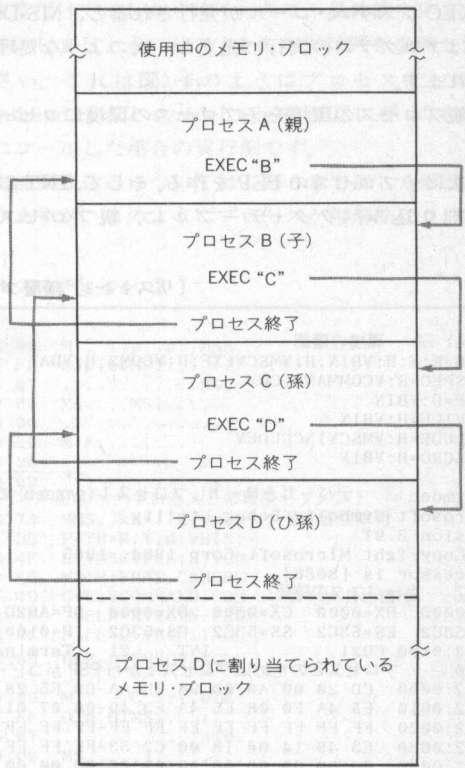 使用中のメモリ・ブロック
プロセスA（親）
EXEC “B”
プロセスB（子）
EXEC “C”
プロセス終了
プロセスC（孫）
EXEC “D”
プロセス終了
プロセスD（ひ孫）
プロセス終了
プロセスDに割り当てられている
メモリ・ブロック